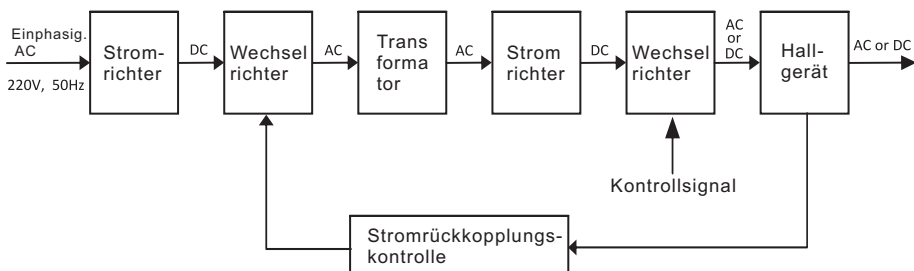 Einphasig.
AC
220V, 50Hz
Strom-
richter
DC
Wechsel
richter
AC
Trans
forma
tor
AC
Strom
richter
DC
Wechsel
richter
AC
or
DC
Hall-
gerät
AC or DC
Kontrollsignal
Stromrückkopplungs-
kontrolle